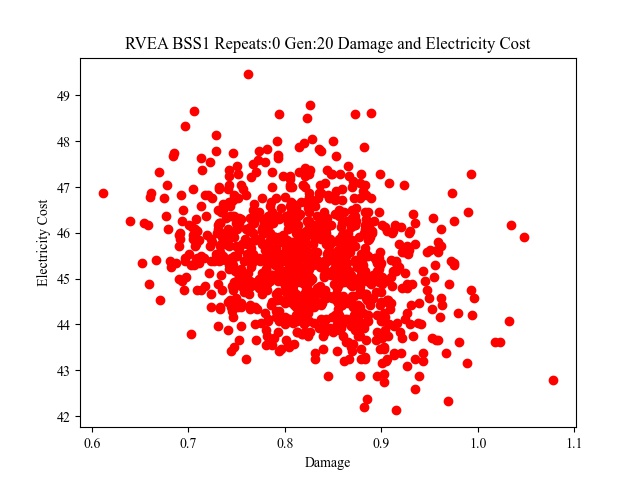 RVEA BSS1 Repeats:0 Gen:20 Damage and Electricity Cost
Electricity Cost
49
48
47
46
45
44
43
42
0.6 0.7 0.8 0.9 1.0 1.1
Damage